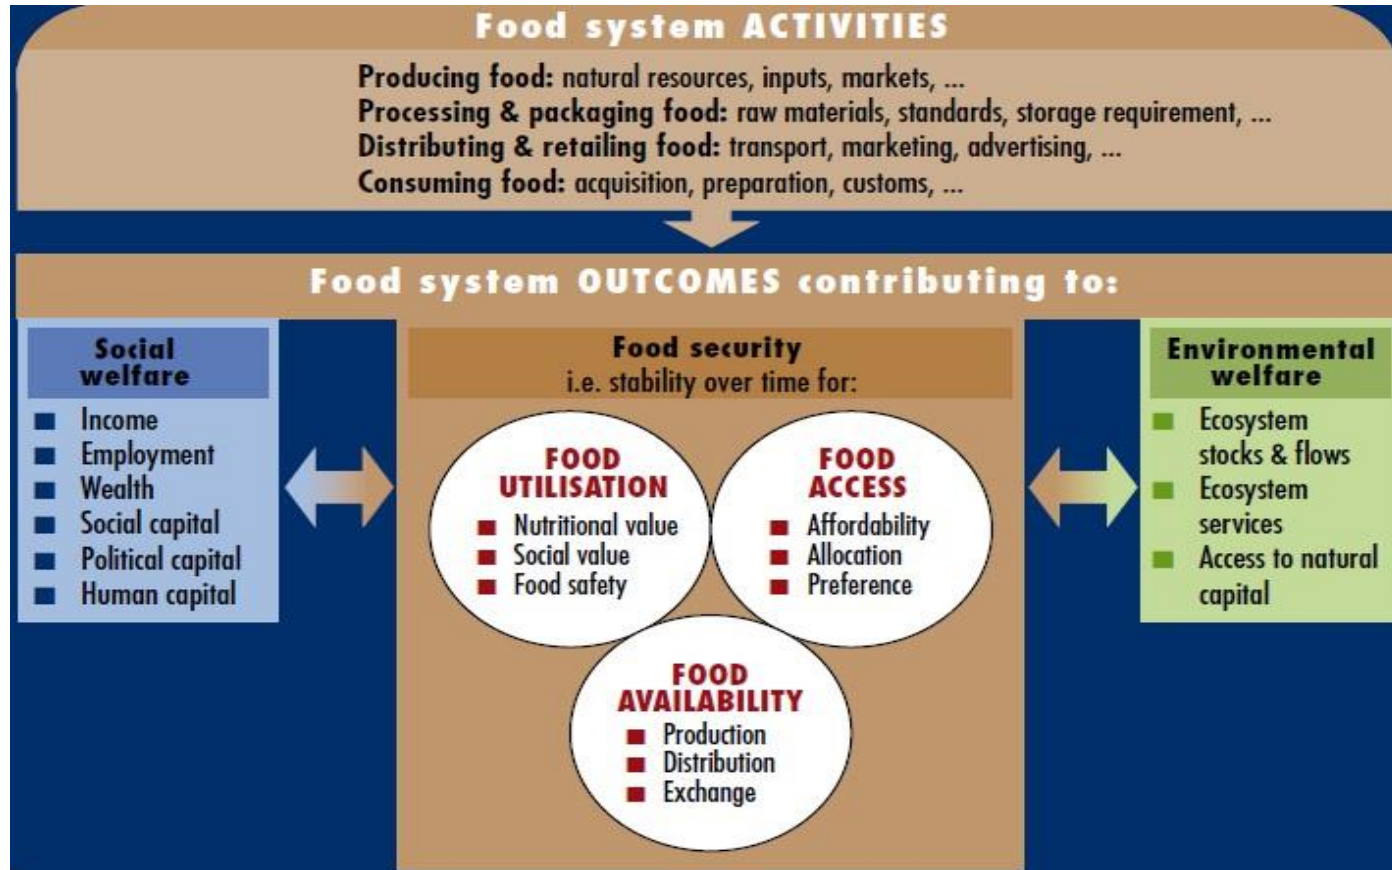 Food system ACTIVITIES
Producing food: natural resources, inputs, markets, ...
Processing & packaging food: raw materials, standards, storage requirement, ...
Distributing & retailing food: transport, marketing, advertising, ...
Consuming food: acquisition, preparation, customs, ...
Food system OUTCOMES contributing to:
Social
welfare
Income
Employment
Wealth
Social capital
Political capital
Human capital
Food security
i.e. stability over time for:
FOOD
UTILISATION
Nutritional value
Social value
Food safety
FOOD
ACCESS
Affordability
Allocation
Preference
FOOD
AVAILABILITY
Production
Distribution
Exchange
Environmental
welfare
Ecosystem
stocks & flows
Ecosystem
services
Access to natural
capital